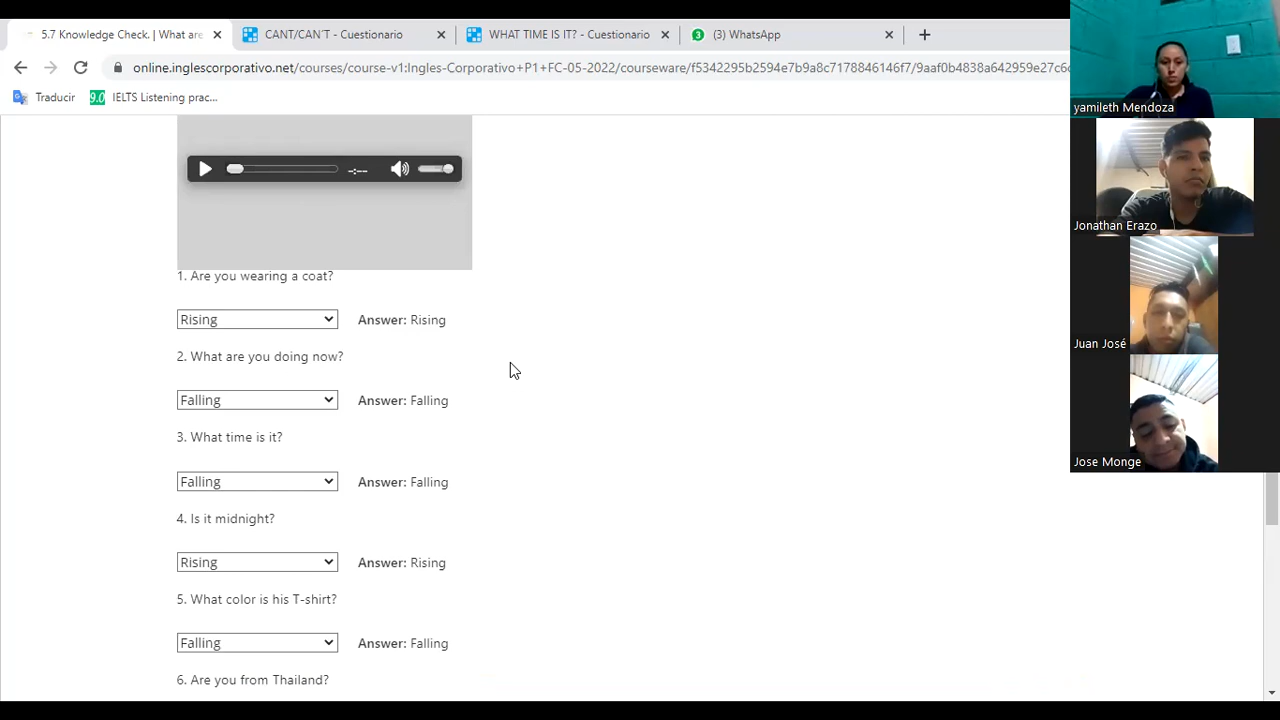 5.7 Knowledge Check. | What are
CANT/CAN´T - Cuestionario
WHAT TIME IS IT? - Cuestionario
3
(3) WhatsApp
online.inglescorporativo.net/courses/course-v1:Ingles-Corporativo+P1+FC-05-2022/courseware/f5342295b2594e7b9a8c7178846146f7/9aaf0b4838a642959e27c6c
Traducir
9.0 IELTS Listening prac...
-:--
1. Are you wearing a coat?
Rising
Answer: Rising
2. What are you doing now?
Falling
Answer: Falling
3. What time is it?
Falling
Answer: Falling
4. Is it midnight?
Rising
Answer: Rising
5. What color is his T-shirt?
Falling
Answer: Falling
6. Are you from Thailand?
yamileth Mendoza
Jonathan Erazo
Juan José
Jose Monge